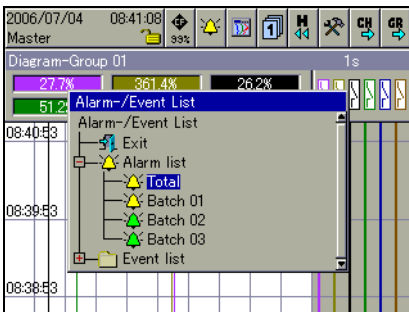 2006/07/04 08:41:08 99% H CH GR
Master
Diagram-Group 01 1s
27.7% 361.4% 26.2%
51.2
Alarm-/Event List
Alarm-/Event List
08:40:53
Exit
Alarm list
Total
Batch 01
08:39:53
Batch 02
Batch 03
Event list
08:38:53